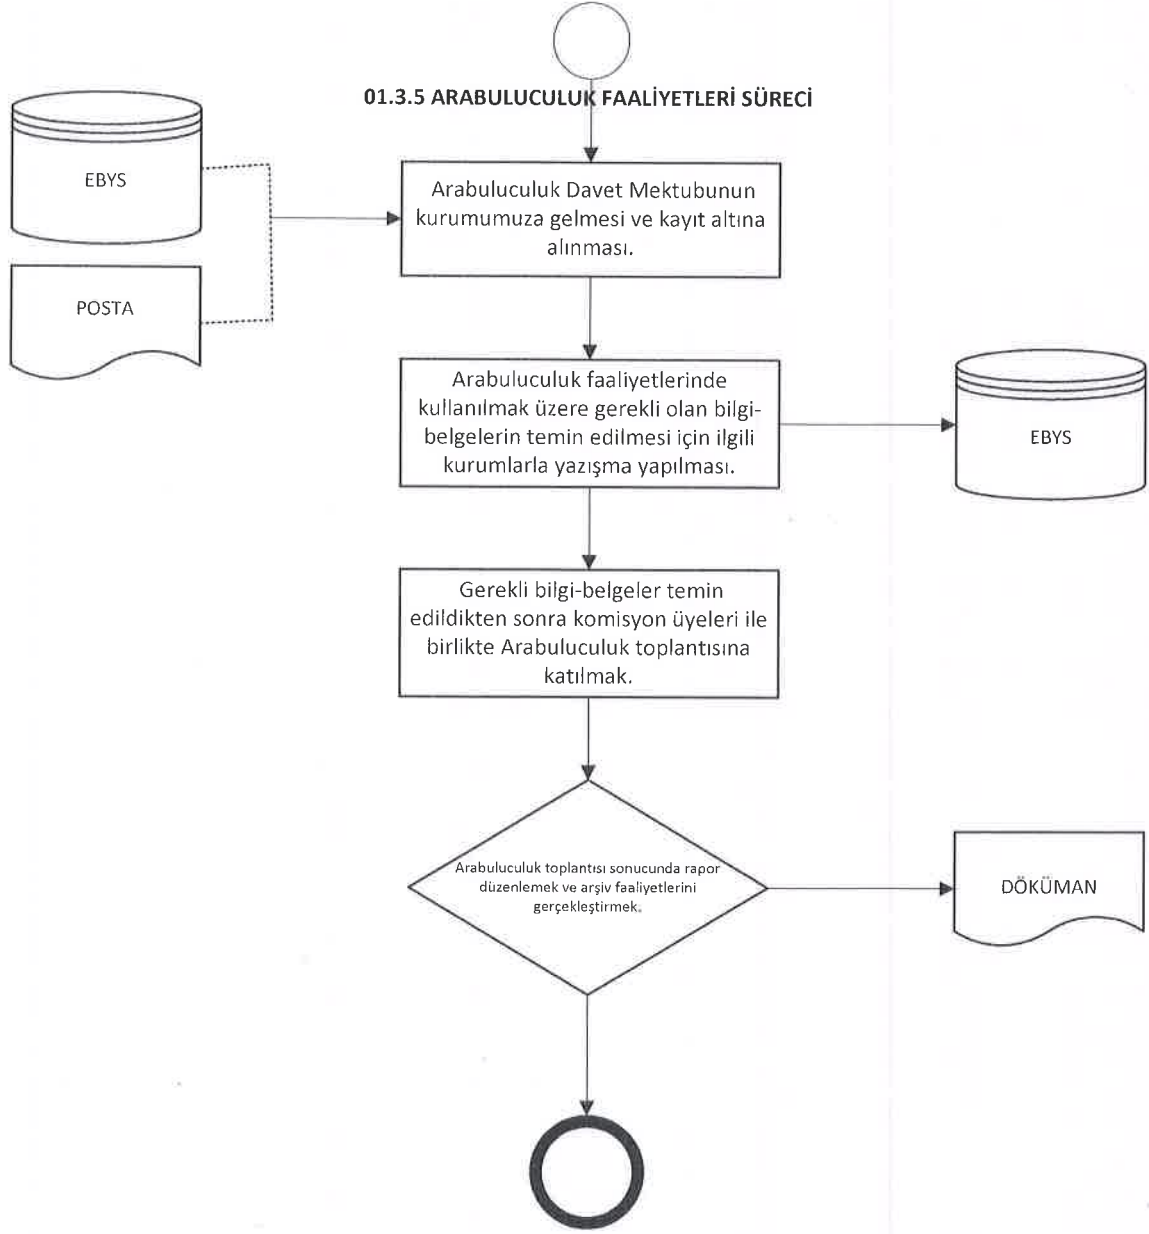 01.3.5 ARABULUCULUK FAALİYETLERİ SÜRECİ
EBYS
Arabuluculuk Davet Mektubunun
kurumumuza gelmesi ve kayıt altına
alınması.
POSTA
Arabuluculuk faaliyetlerinde
kullanılmak üzere gerekli olan bilgi-
belgelerin temin edilmesi için ilgili
kurumlarla yazışma yapılması.
EBYS
Gerekli bilgi-belgeler temin
edildikten sonra komisyon üyeleri ile
birlikte Arabuluculuk toplantısına
katılmak.
Arabuluculuk toplantısı sonucunda rapor
düzenlemek ve arşiv faaliyetlerini
gerçekleştirmek.
DÖKÜMAN